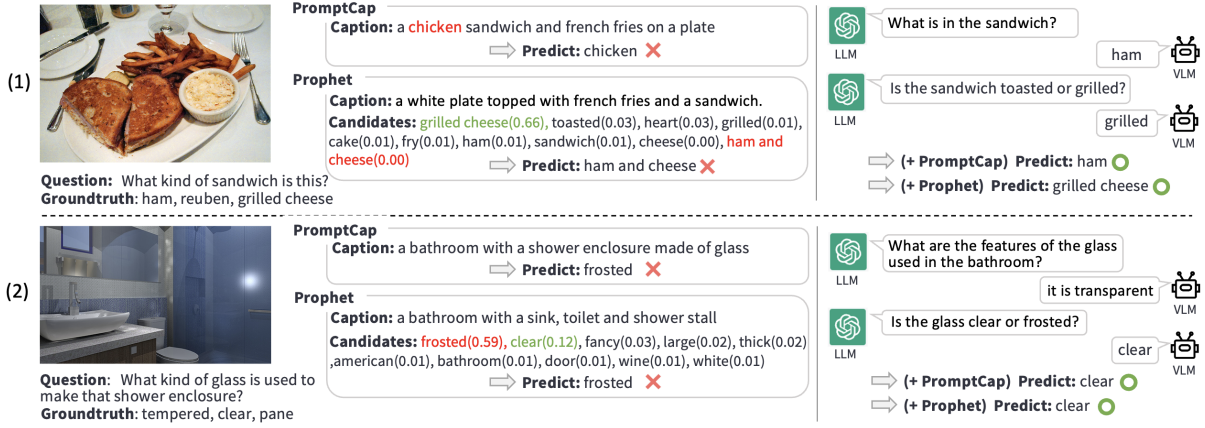 (1)
PromptCap
Caption: a chicken sandwich and french fries on a plate
Predict: chicken
Prophet
Caption: a white plate topped with french fries and a sandwich.
Candidates: grilled cheese(0.66), toasted(0.03), heart(0.03), grilled(0.01),
cake(0.01), fry(0.01), ham(0.01), sandwich(0.01), cheese(0.00), ham and
cheese(0.00)
Predict: ham and cheese
Question: What kind of sandwich is this?
Groundtruth: ham, reuben, grilled cheese
What is in the sandwich?
LLM
ham
VLM
Is the sandwich toasted or grilled?
LLM
grilled
VLM
(+ PromptCap) Predict: ham
(+ Prophet) Predict: grilled cheese
(2)
PromptCap
Caption: a bathroom with a shower enclosure made of glass
Predict: frosted
Prophet
Caption: a bathroom with a sink, toilet and shower stall
Candidates: frosted(0.59), clear(0.12), fancy(0.03), large(0.02), thick(0.02)
,american(0.01), bathroom(0.01), door(0.01), wine(0.01), white(0.01)
Predict: frosted
Question: What kind of glass is used to
make that shower enclosure?
Groundtruth: tempered, clear, pane
What are the features of the glass
used in the bathroom?
LLM
it is transparent
VLM
Is the glass clear or frosted?
LLM
clear
VLM
(+ PromptCap) Predict: clear
(+ Prophet) Predict: clear